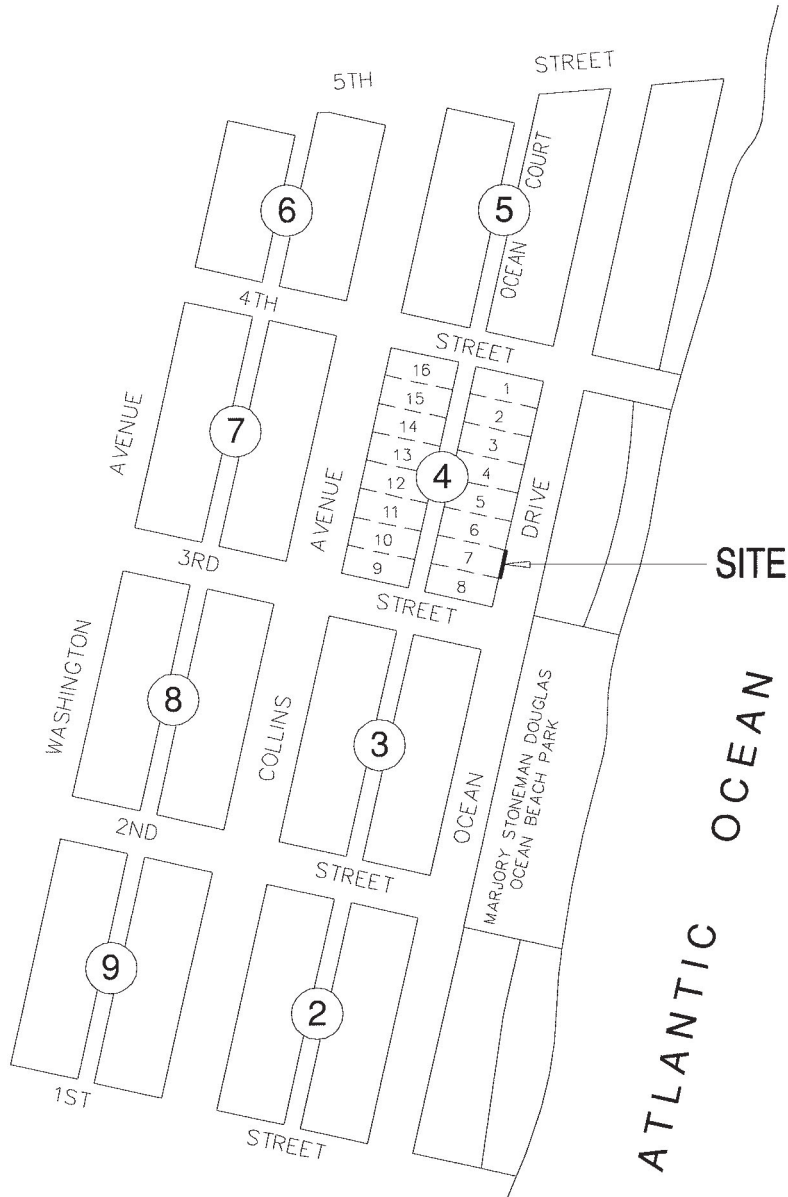 5TH
STREET
6
5
OCEAN COURT
4TH
STREET
7
AVENUE
AVENUE
16
15
14
13
12
11
10
9
4
1
2
3
4
5
6
7
8
DRIVE
SITE
3RD
STREET
8
WASHINGTON
COLLINS
3
OCEAN
MARJORY STONEMAN DOUGLAS
OCEAN BEACH PARK
2ND
STREET
9
2
1ST
STREET
ATLANTIC OCEAN